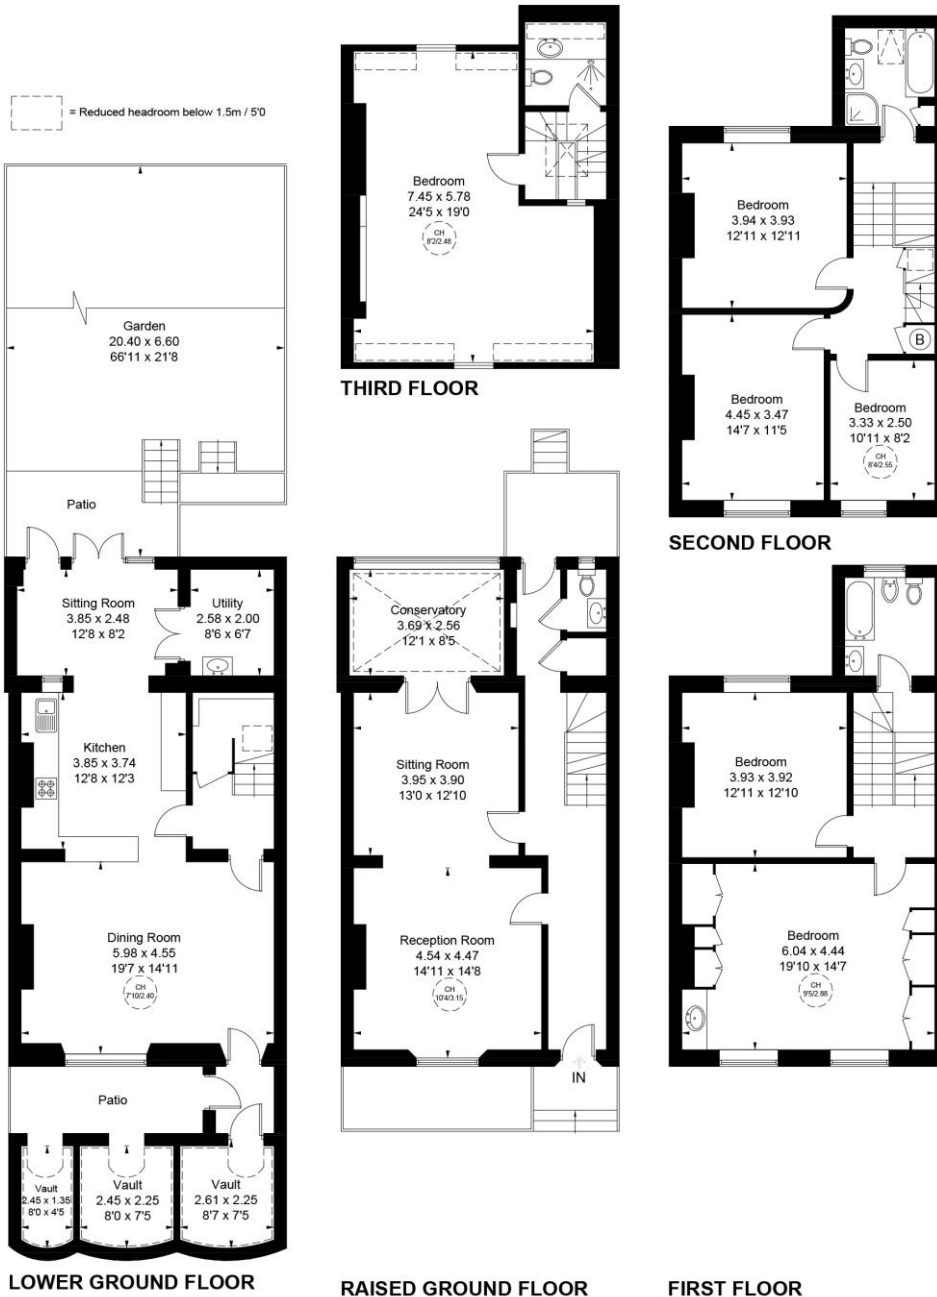 = Reduced headroom below 1.5m / 5'0
Bedroom
7.45 x 5.78
24'5 x 19'0
CH
8'2/2.48
THIRD FLOOR
Bedroom
3.94 x 3.93
12'11 x 12'11
B
Bedroom
4.45 x 3.47
14'7 x 11'5
Bedroom
3.33 x 2.50
10'11 x 8'2
CH
8'4/2.55
SECOND FLOOR
Garden
20.40 x 6.60
66'11 x 21'8
Patio
Sitting Room
3.85 x 2.48
12'8 x 8'2
Utility
2.58 x 2.00
8'6 x 6'7
Kitchen
3.85 x 3.74
12'8 x 12'3
Dining Room
5.98 x 4.55
19'7 x 14'11
CH
7'10/2.40
Patio
Vault
2.45 x 1.35
8'0 x 4'5
Vault
2.45 x 2.25
8'0 x 7'5
Vault
2.61 x 2.25
8'7 x 7'5
LOWER GROUND FLOOR
Conservatory
3.69 x 2.56
12'1 x 8'5
Sitting Room
3.95 x 3.90
13'0 x 12'10
Reception Room
4.54 x 4.47
14'11 x 14'8
CH
10'4/3.15
IN
RAISED GROUND FLOOR
Bedroom
3.93 x 3.92
12'11 x 12'10
Bedroom
6.04 x 4.44
19'10 x 14'7
CH
9'5/2.88
FIRST FLOOR